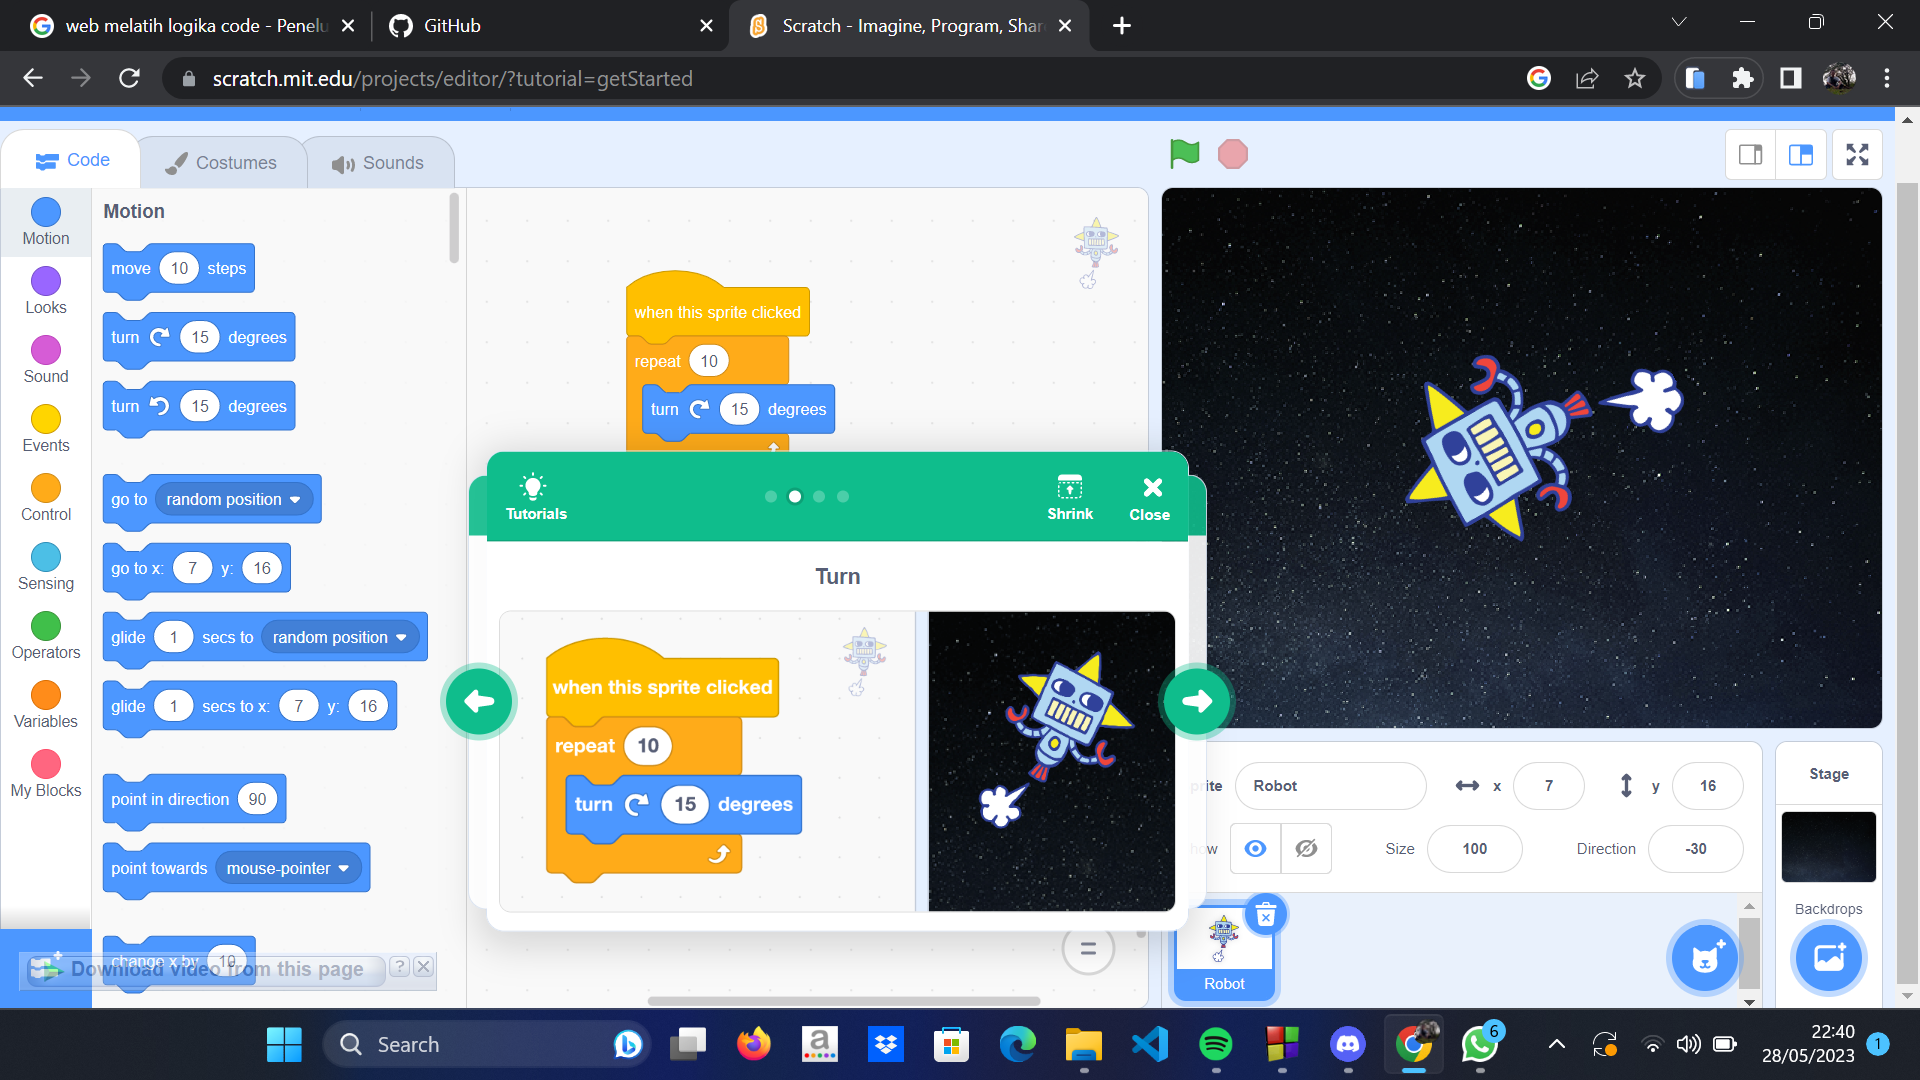 web melatih logika code - Penelu
GitHub
Scratch - Imagine, Program, Shar
scratch.mit.edu/projects/editor/?tutorial=getStarted
Code
Costumes
Sounds
Motion
Looks
Sound
Events
Control
Sensing
Operators
Variables
My Blocks
Motion
move 10 steps
turn 15 degrees
turn 15 degrees
go to random position
go to x: 7 y: 16
glide 1 secs to random position
glide 1 secs to x: 7 y: 16
point in direction 90
point towards mouse-pointer
change x by 10
Download video from this page ?
when this sprite clicked
repeat 10
turn 15 degrees
Tutorials
Shrink
Close
Turn
when this sprite clicked
repeat 10
turn 15 degrees
rite Robot x 7 y 16
ow Size 100 Direction -30
Robot
Stage
Backdrops
Search
a
6
22:40
28/05/2023
1